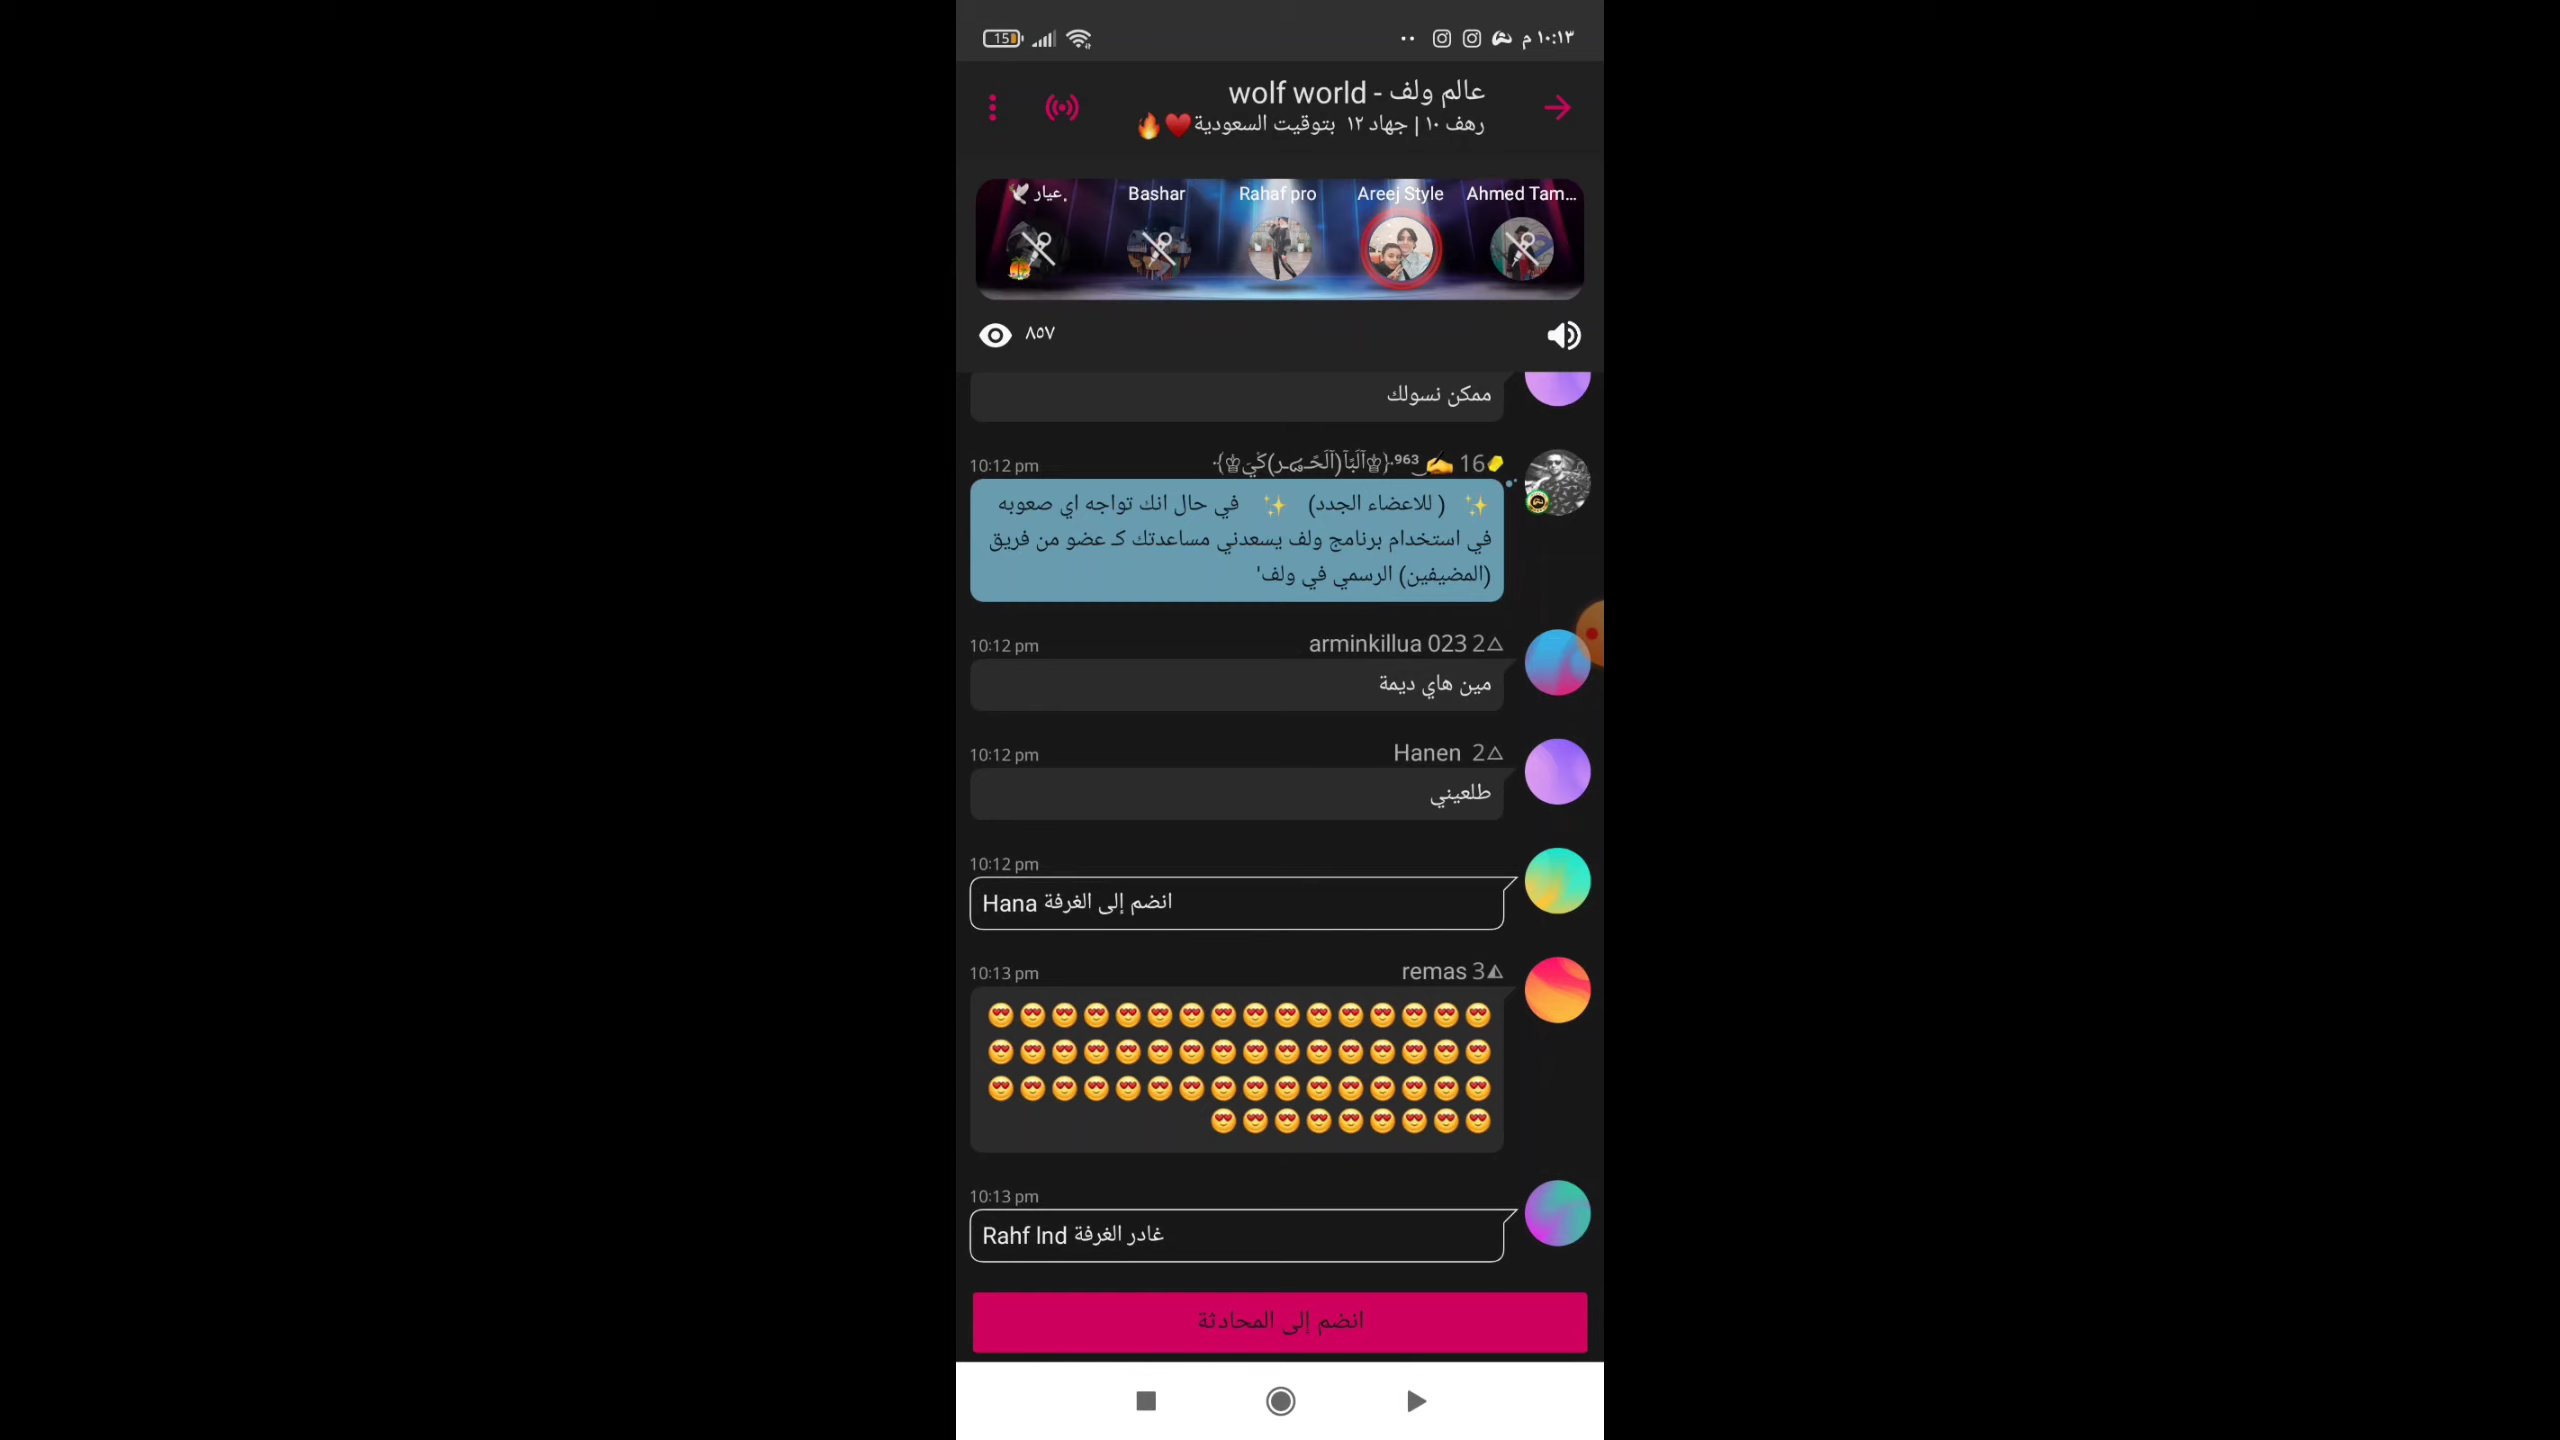 15
١٠:١٣ م
عالم ولف - wolf world
رهف ١٠ | جهاد ١٢ بتوقيت السعودية❤️🔥
.عيار 🕊
Bashar
Rahaf pro
Areej Style
Ahmed Tam...
٨٥٧
ممكن نسولك
10:12 pm
16
✨ ( للاعضاء الجدد) ✨ في حال انك تواجه اي صعوبه
في استخدام برنامج ولف يسعدني مساعدتك كـ عضو من فريق
(المضيفين) الرسمي في ولف'
arminkillua 023 2△
10:12 pm
مين هاي ديمة
Hanen 2△
10:12 pm
طلعيني
10:12 pm
Hana انضم إلى الغرفة
remas 3
10:13 pm
😍😍😍😍😍😍😍😍😍😍😍😍😍😍😍😍
😍😍😍😍😍😍😍😍😍😍😍😍😍😍😍😍
😍😍😍😍😍😍😍😍😍😍😍😍😍😍😍😍
😍😍😍😍😍😍😍😍😍
10:13 pm
Rahf lnd غادر الغرفة
انضم إلى المحادثة